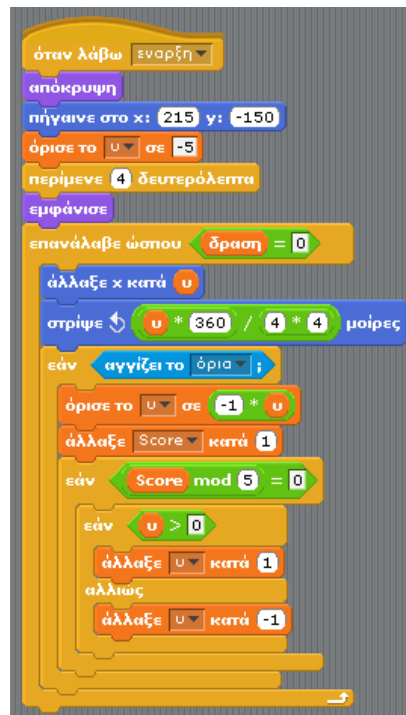 όταν λάβω εναρξη
απόκρυψη
πήγαινε στο x: 215 y: -150
όρισε το υ σε -5
περίμενε 4 δευτερόλεπτα
εμφάνισε
επανάλαβε ώσπου δραση = 0
άλλαξε x κατά υ
στρίψε υ * 360 / 4 * 4 μοίρες
εάν αγγίζει το όρια ;
όρισε το υ σε -1 * υ
άλλαξε Score κατά 1
εάν Score mod 5 = 0
εάν υ > 0
άλλαξε υ κατά 1
αλλιώς
άλλαξε υ κατά -1